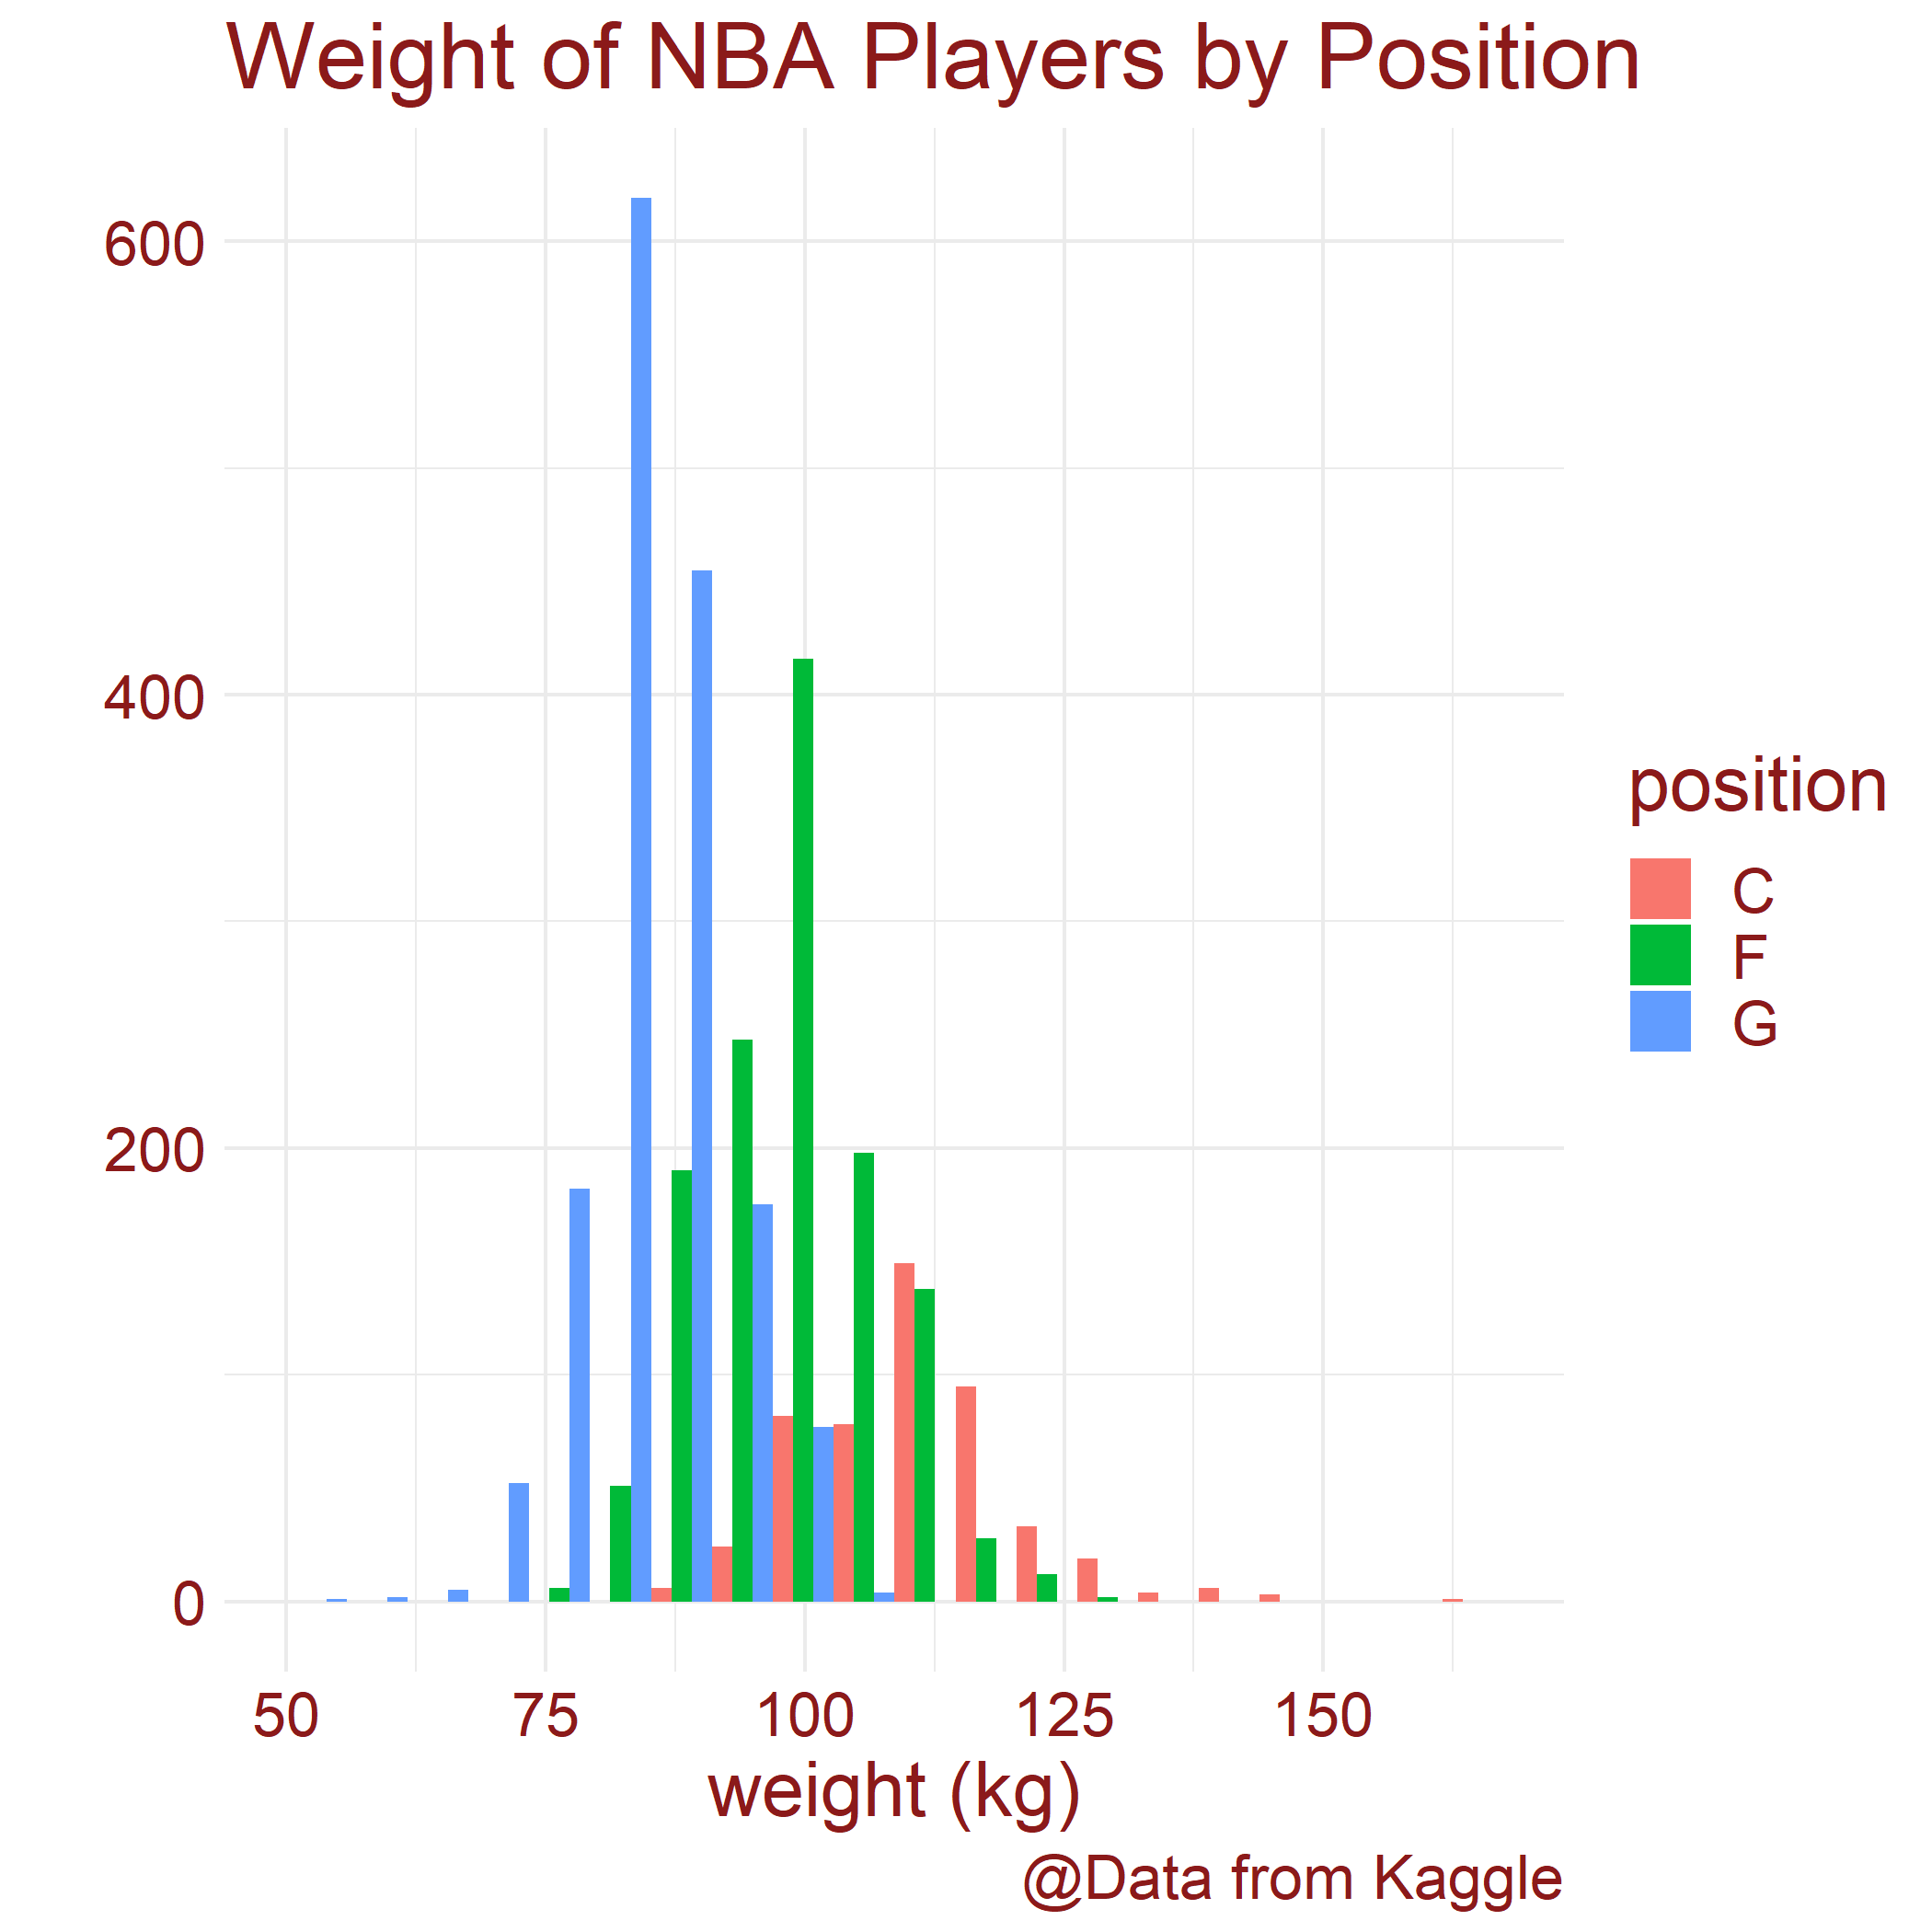 Weight of NBA Players by Position
600
400
200
0
50 75 100 125 150
weight (kg)
position
C
F
G
@Data from Kaggle